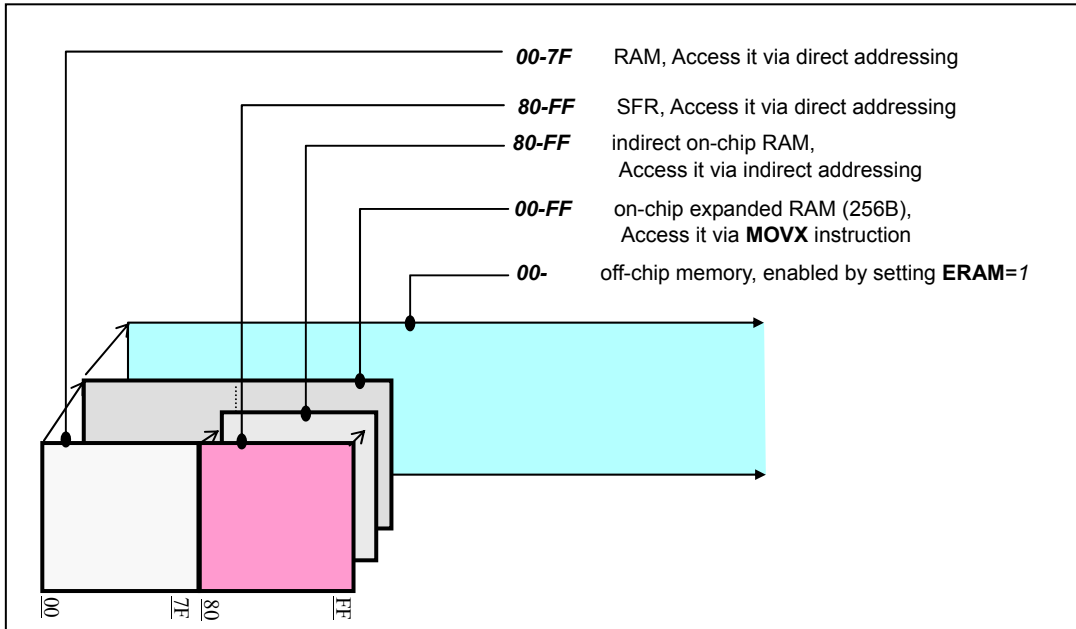 00-7F RAM, Access it via direct addressing
80-FF SFR, Access it via direct addressing
80-FF indirect on-chip RAM,
Access it via indirect addressing
00-FF on-chip expanded RAM (256B),
Access it via MOVX instruction
00- off-chip memory, enabled by setting ERAM=1
00 7F 80 FF